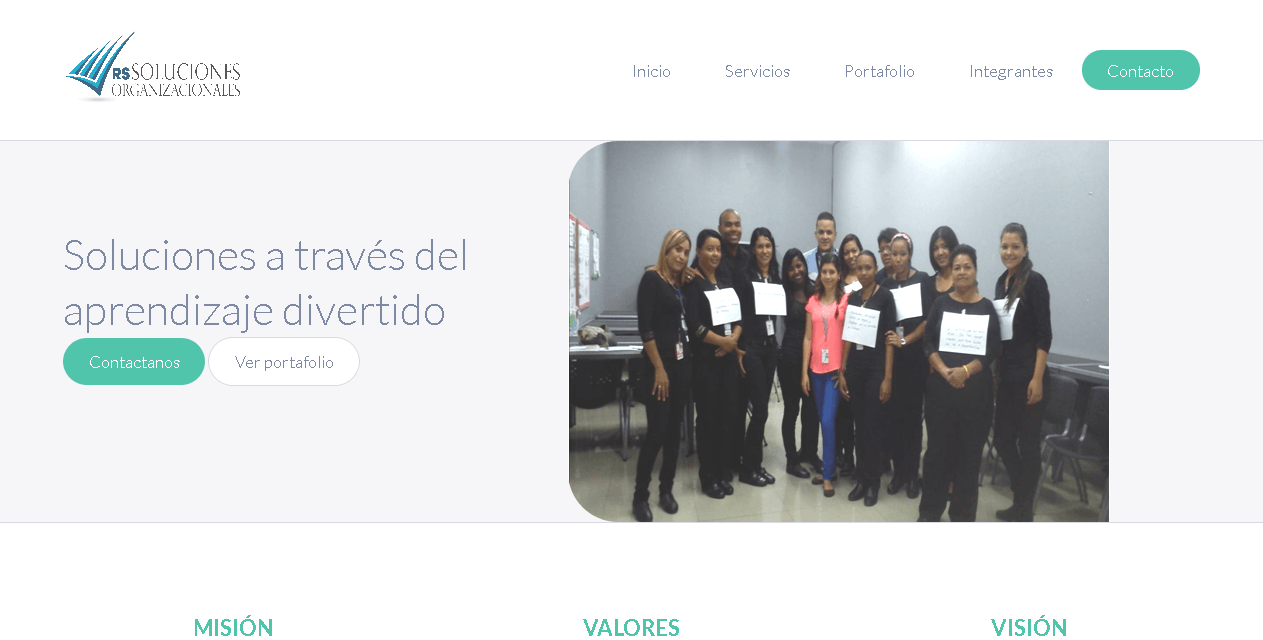 RS SOLUCIONES
ORGANIZACIONALES
Inicio
Servicios
Portafolio
Integrantes
Contacto
Soluciones a través del
aprendizaje divertido
Contactanos
Ver portafolio
MISIÓN
VALORES
VISIÓN